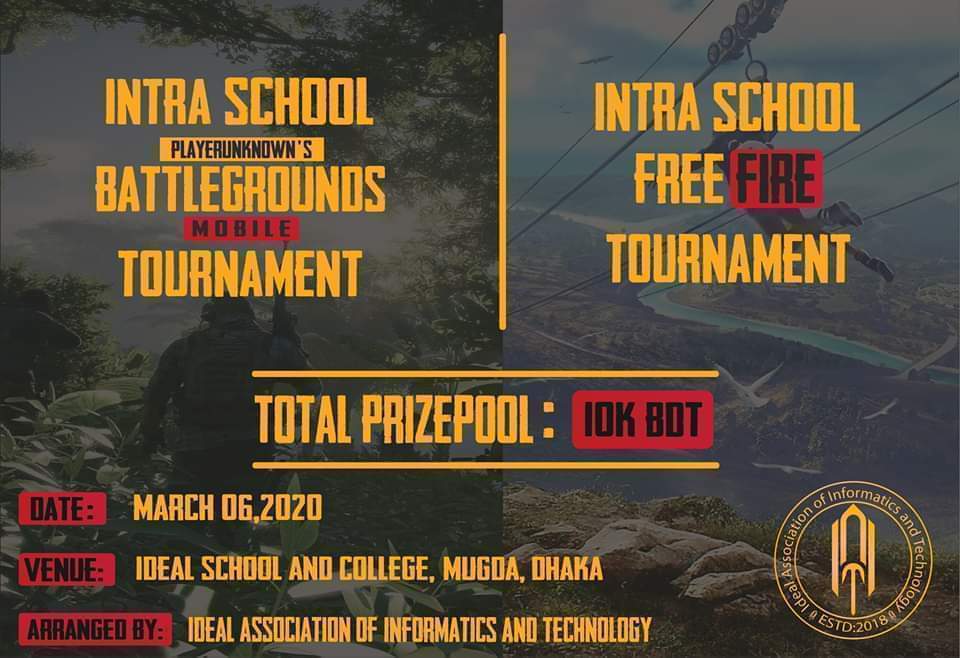 INTRA SCHOOL
PLAYERUNKNOWN'S
BATTLEGROUNDS
MOBILE
TOURNAMENT
INTRA SCHOOL
FREE FIRE
TOURNAMENT
TOTAL PRIZEPOOL: 10K BDT
DATE: MARCH 06,2020
VENUE: IDEAL SCHOOL AND COLLEGE, MUGDA, DHAKA
ARRANGED BY: IDEAL ASSOCIATION OF INFORMATICS AND TECHNOLOGY
Ideal Association of Informatics and Technology
ESTD:2018